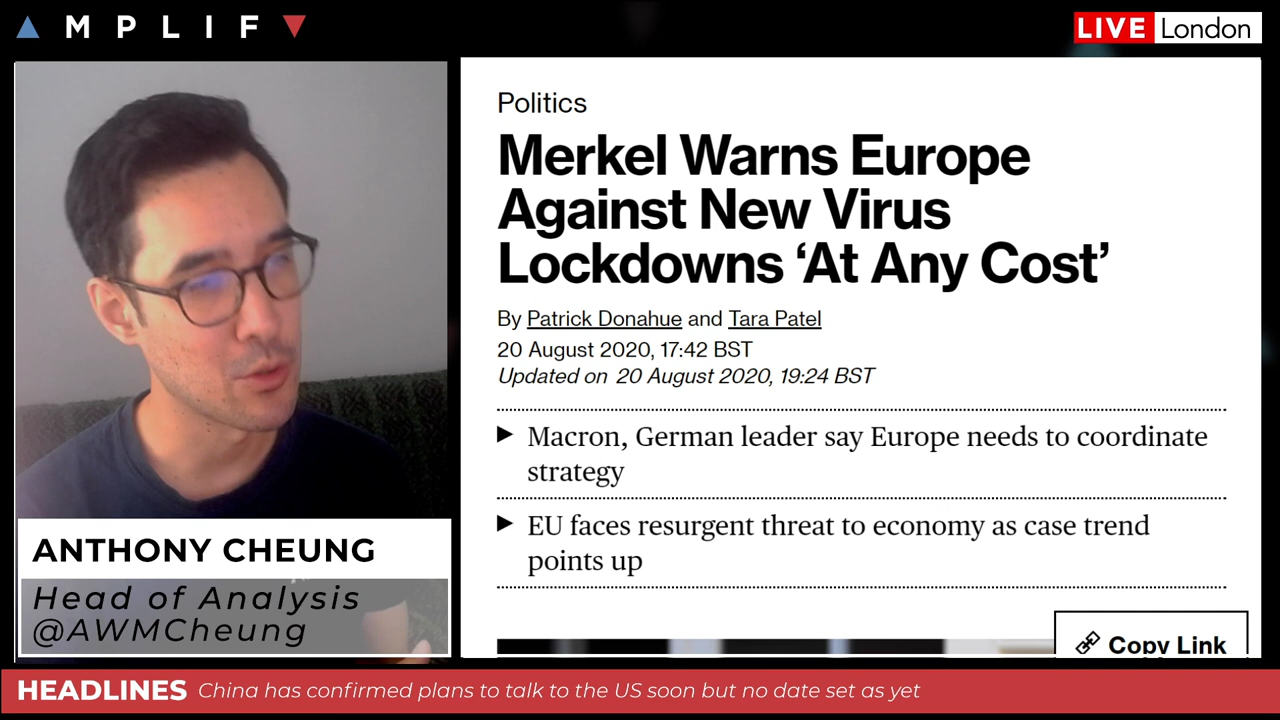 AMPLIFY
LIVE London
Politics
Merkel Warns Europe
Against New Virus
Lockdowns ‘At Any Cost’
By Patrick Donahue and Tara Patel
20 August 2020, 17:42 BST
Updated on 20 August 2020, 19:24 BST
Macron, German leader say Europe needs to coordinate
strategy
EU faces resurgent threat to economy as case trend
points up
Copy Link
ANTHONY CHEUNG
Head of Analysis
@AWMCheung
HEADLINES China has confirmed plans to talk to the US soon but no date set as yet